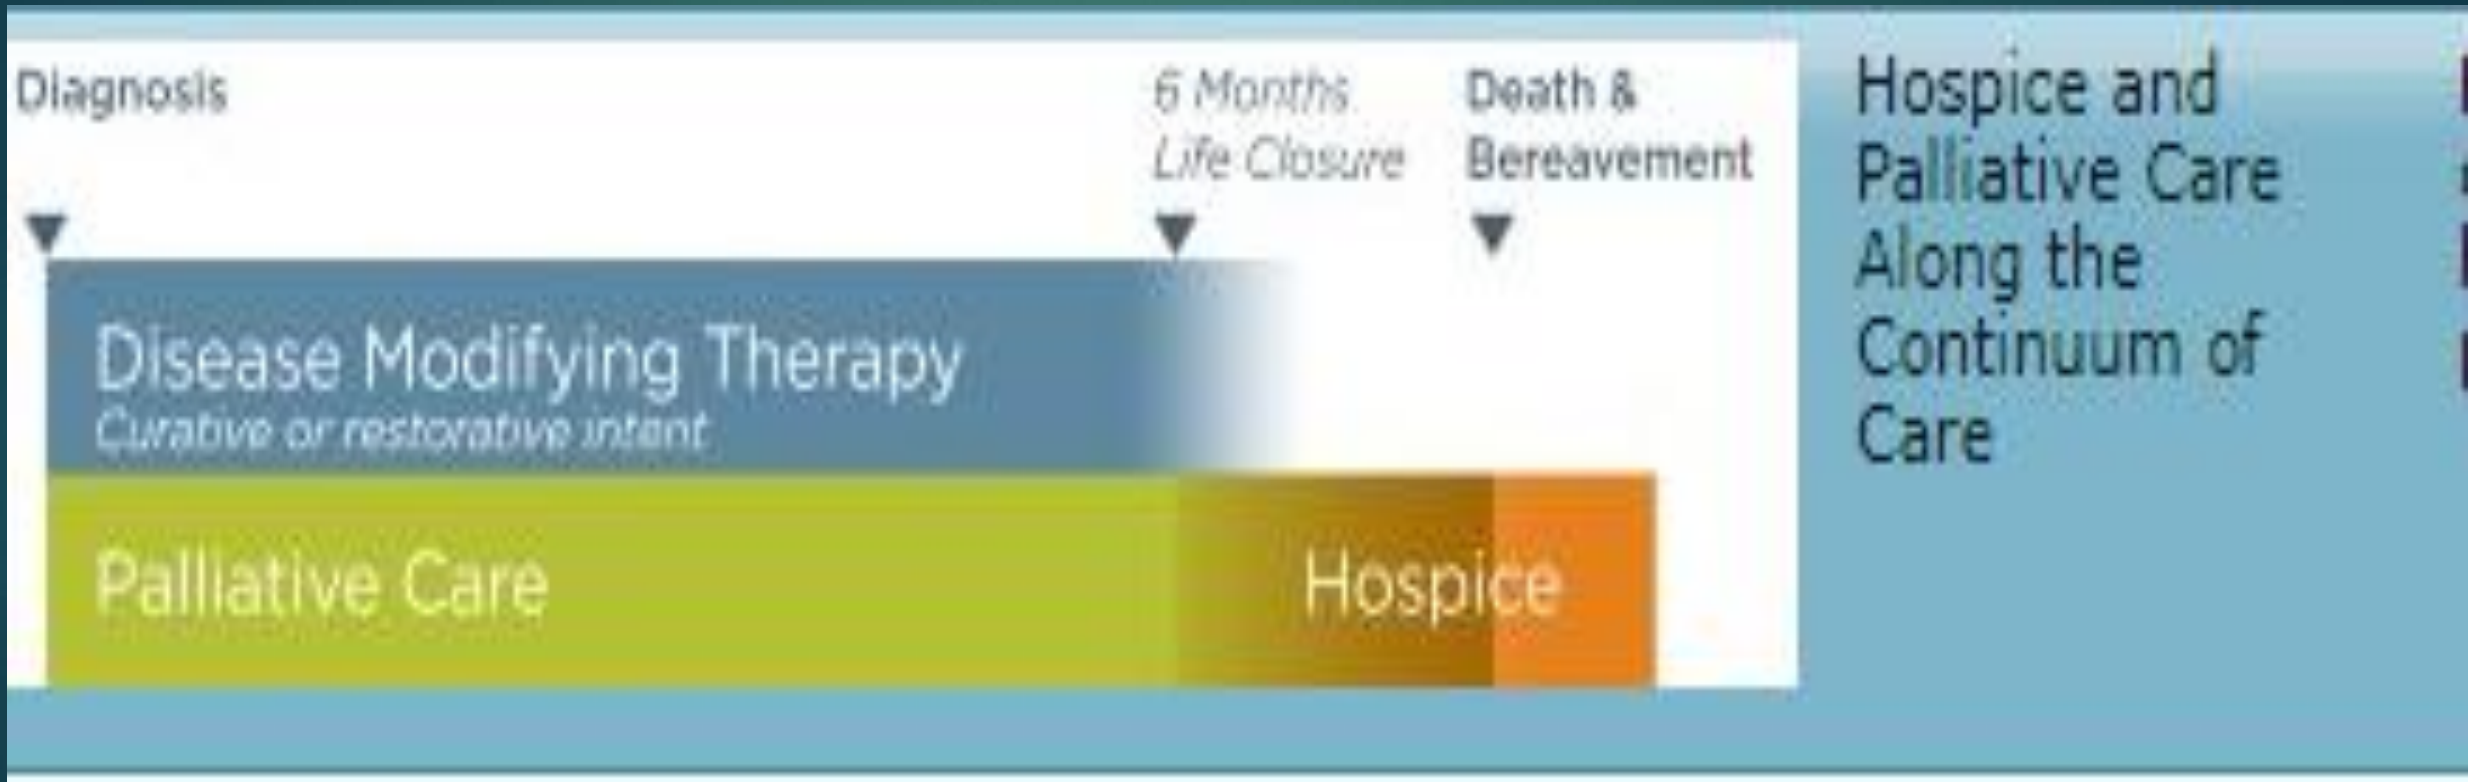 Diagnosis
6 Months
Life Closure
Death &
Bereavement
Disease Modifying Therapy
Curative or restorative intent
Palliative Care
Hospice
Hospice and
Palliative Care
Along the
Continuum of
Care